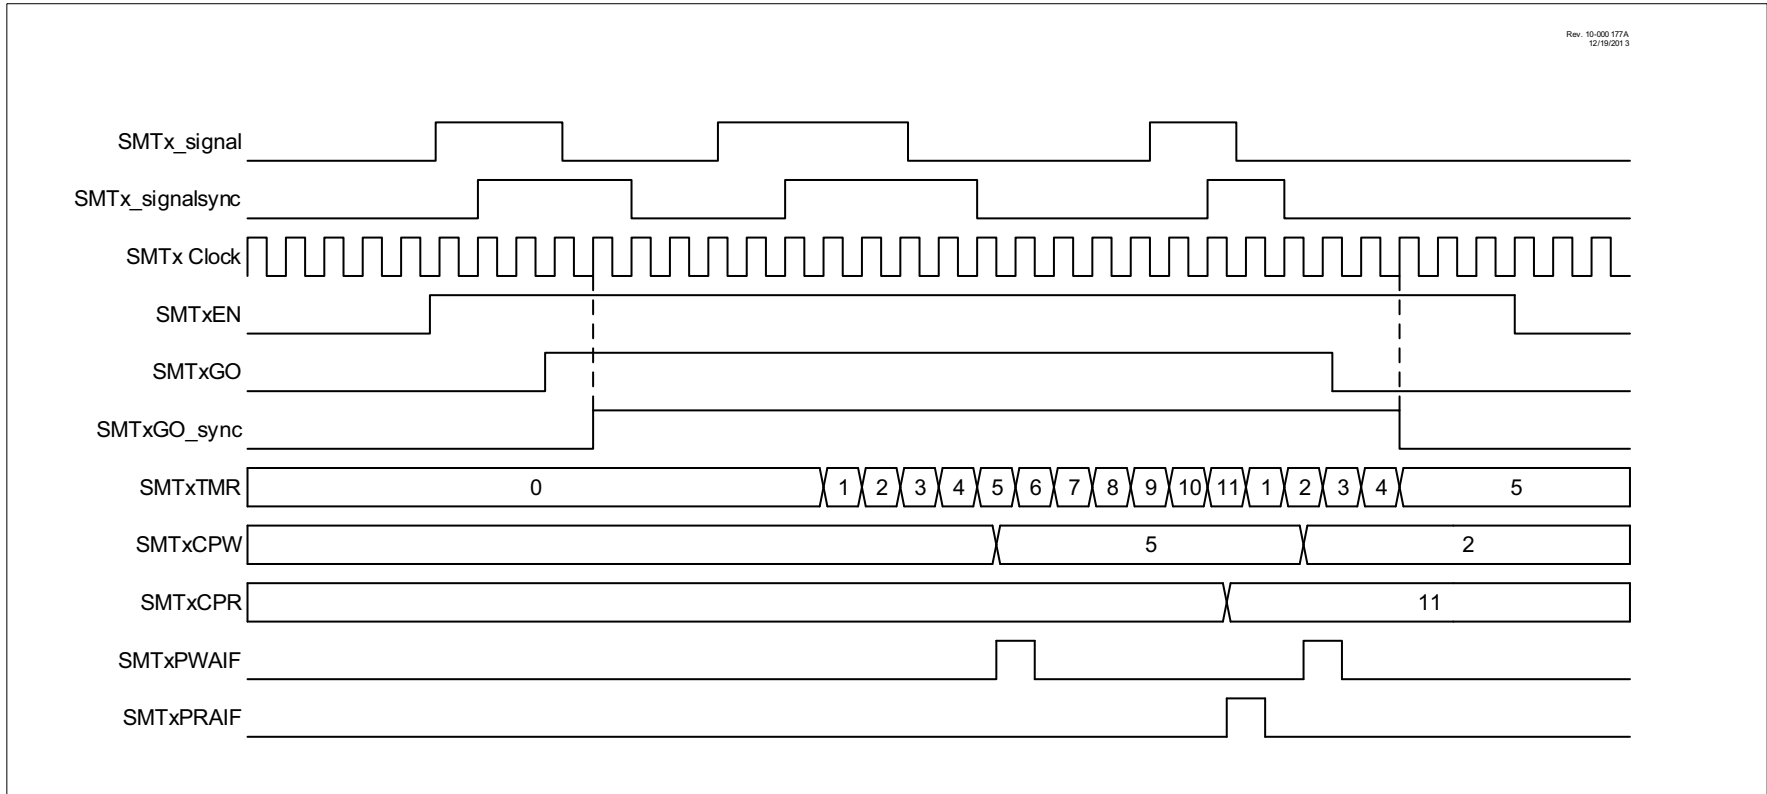 Rev. 10-000 177A
12/19/201 3
SMTx_signal
SMTx_signalsync
SMTx Clock
SMTxEN
SMTxGO
SMTxGO_sync
SMTxTMR 0 1 2 3 4 5 6 7 8 9 10 11 1 2 3 4 5
SMTxCPW 5 2
SMTxCPR 11
SMTxPWAIF
SMTxPRAIF